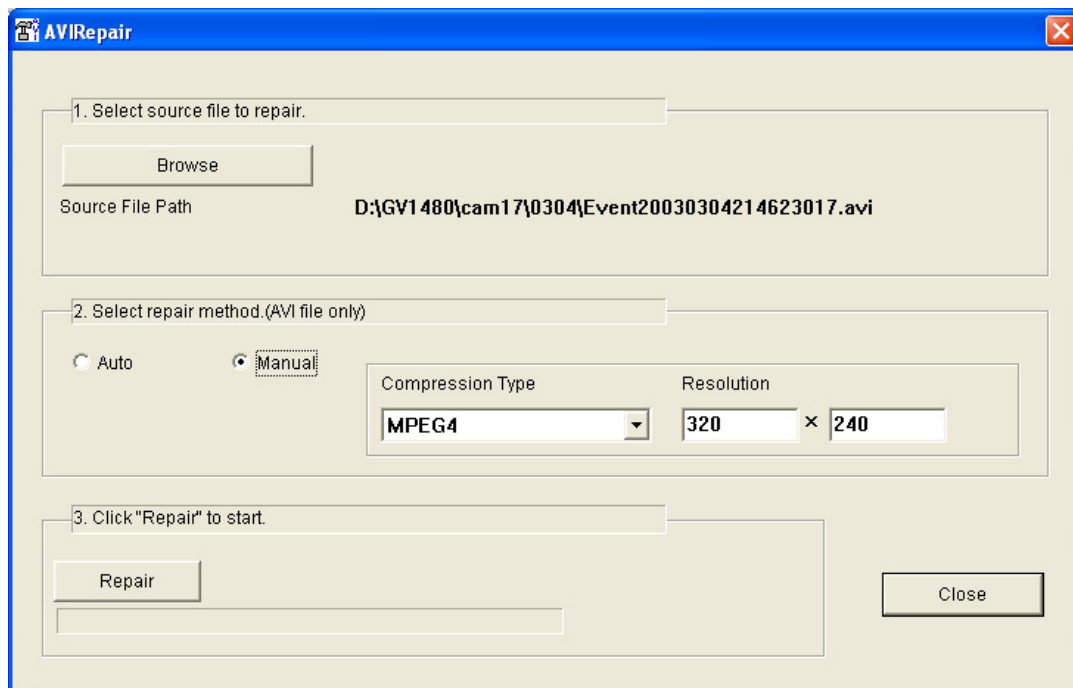 AVIRepair
1. Select source file to repair.
Browse
Source File Path D:\GV1480\cam17\0304\Event20030304214623017.avi
2. Select repair method.(AVI file only)
Auto Manual
Compression Type Resolution
MPEG4 320 × 240
3. Click "Repair" to start.
Repair
Close